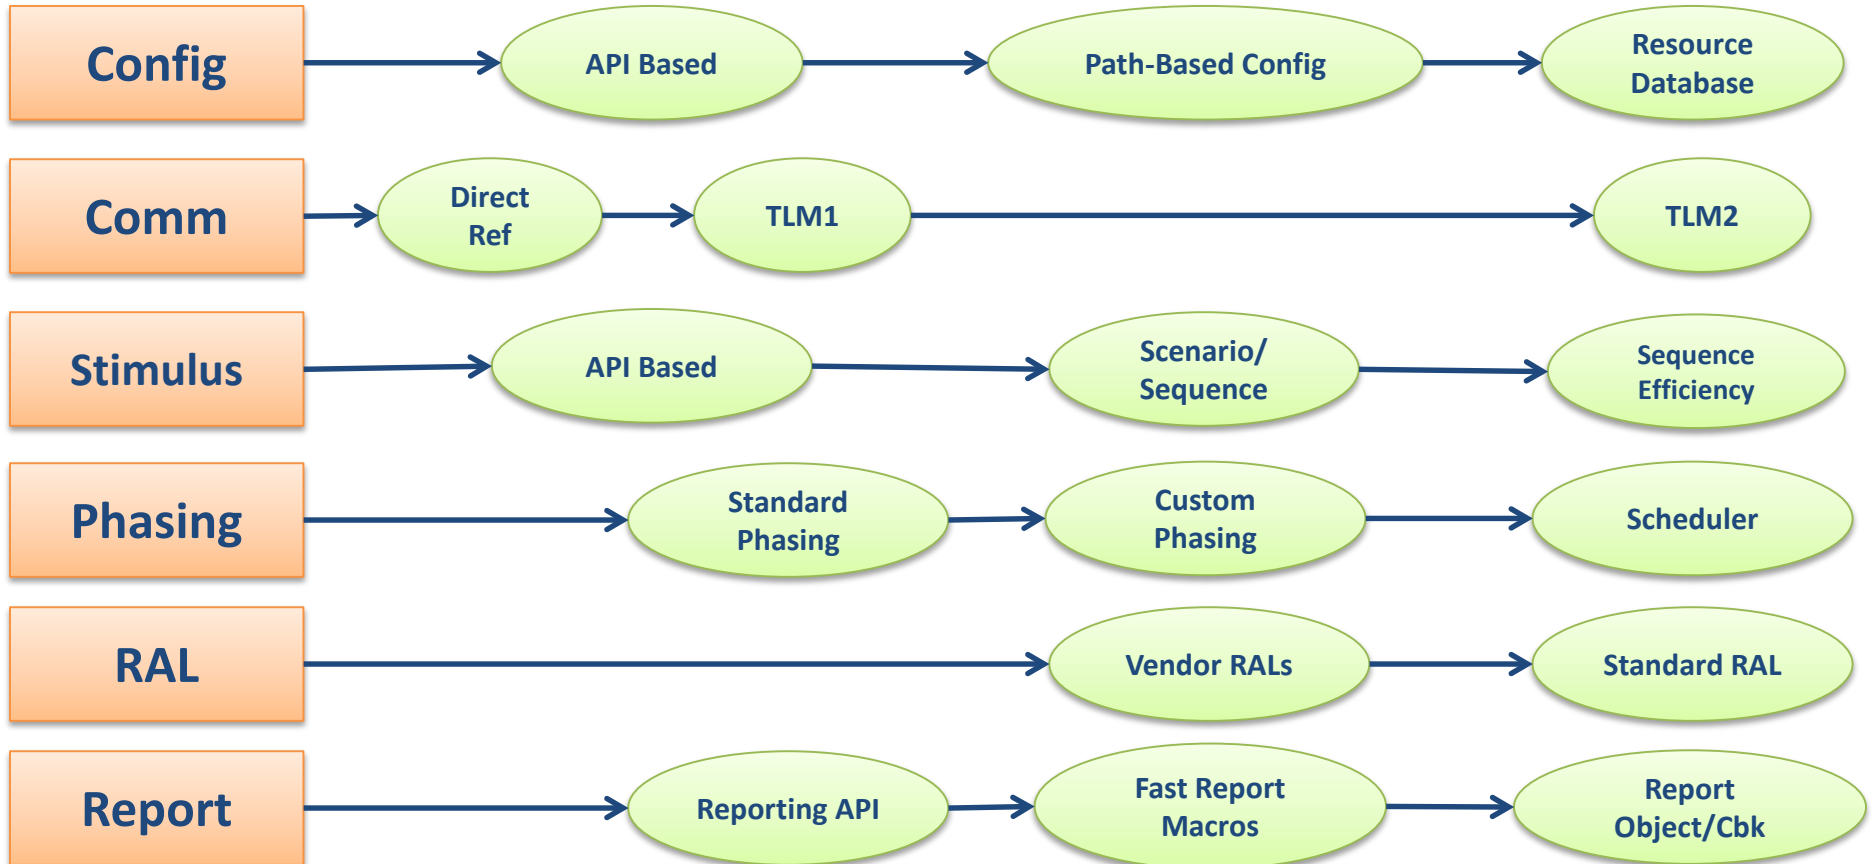 Config
API Based
Path-Based Config
Resource
Database
Comm
Direct
Ref
TLM1
TLM2
Stimulus
API Based
Scenario/
Sequence
Sequence
Efficiency
Phasing
Standard
Phasing
Custom
Phasing
Scheduler
RAL
Vendor RALs
Standard RAL
Report
Reporting API
Fast Report
Macros
Report
Object/Cbk